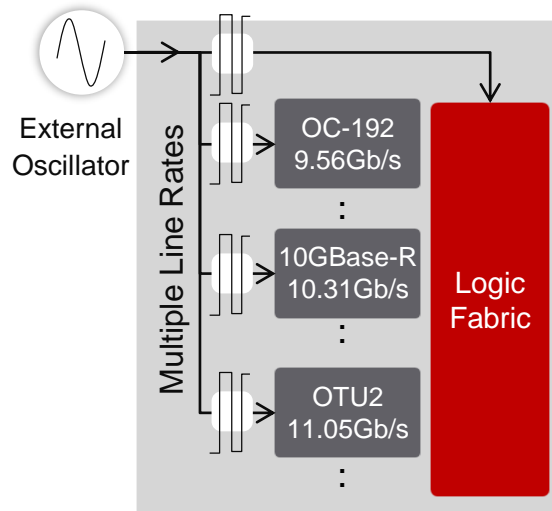 External
Oscillator
Multiple Line Rates
OC-192
9.56Gb/s
:
10GBase-R
10.31Gb/s
:
OTU2
11.05Gb/s
:
Logic
Fabric